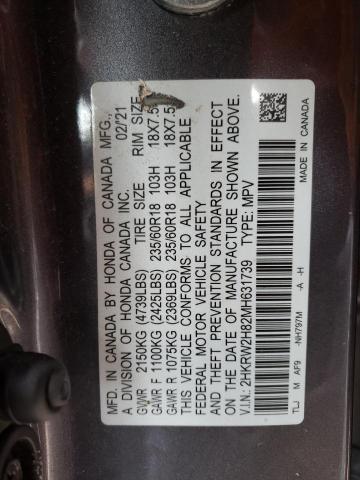 MFD. IN CANADA BY HONDA OF CANADA MFG.,
A DIVISION OF HONDA CANADA INC. 02/21
GVWR 2150KG (4739LBS) TIRE SIZE RIM SIZE
GAWR F 1100KG (2425LBS) 235/60R18 103H 18X7.5
GAWR R 1075KG (2369LBS) 235/60R18 103H 18X7.5
THIS VEHICLE CONFORMS TO ALL APPLICABLE
FEDERAL MOTOR VEHICLE SAFETY
AND THEFT PREVENTION STANDARDS IN EFFECT
ON THE DATE OF MANUFACTURE SHOWN ABOVE.
V.I.N.: 2HKRW2H82MH631739 TYPE: MPV
TLJ M AF9 -NH797M -A -H MADE IN CANADA